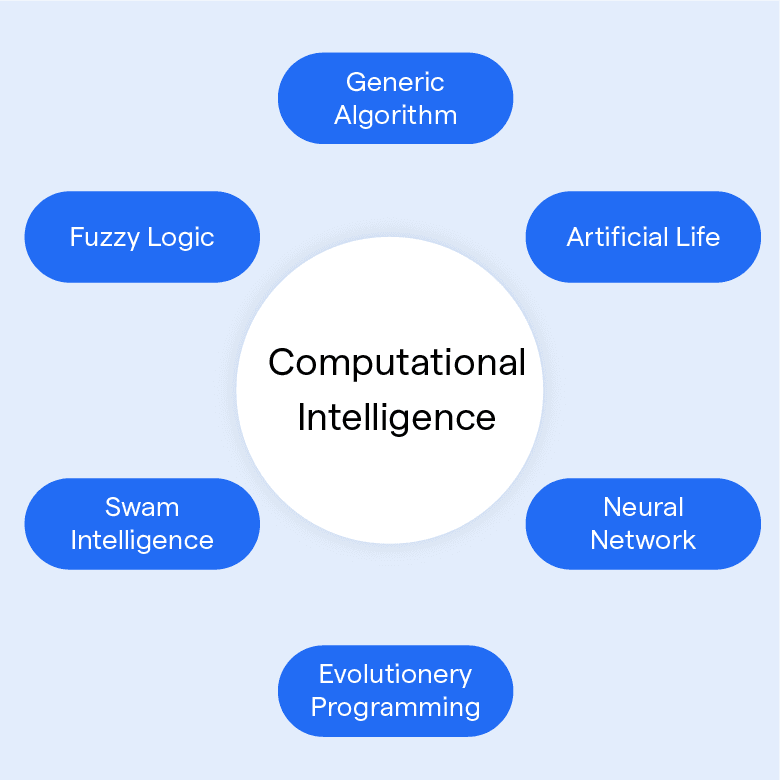 Generic
Algorithm
Fuzzy Logic
Artificial Life
Computational
Intelligence
Swam
Intelligence
Neural
Network
Evolutionery
Programming